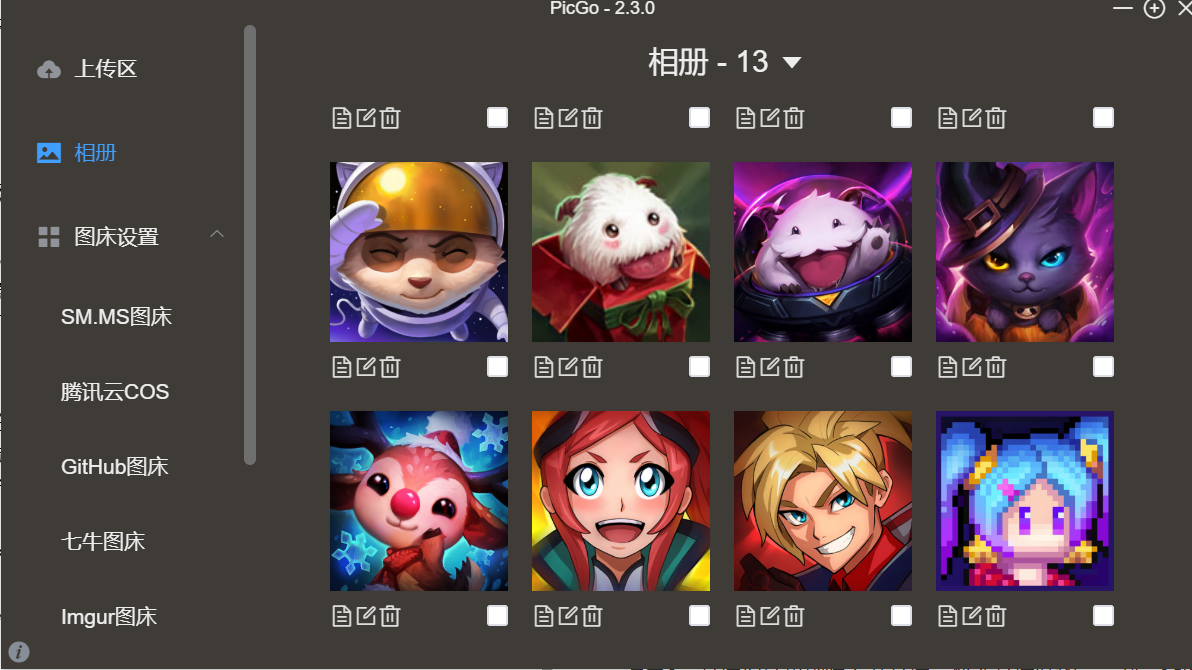 PicGo - 2.3.0
上传区
相册
图床设置
SM.MS图床
腾讯云COS
GitHub图床
七牛图床
Imgur图床
相册 - 13